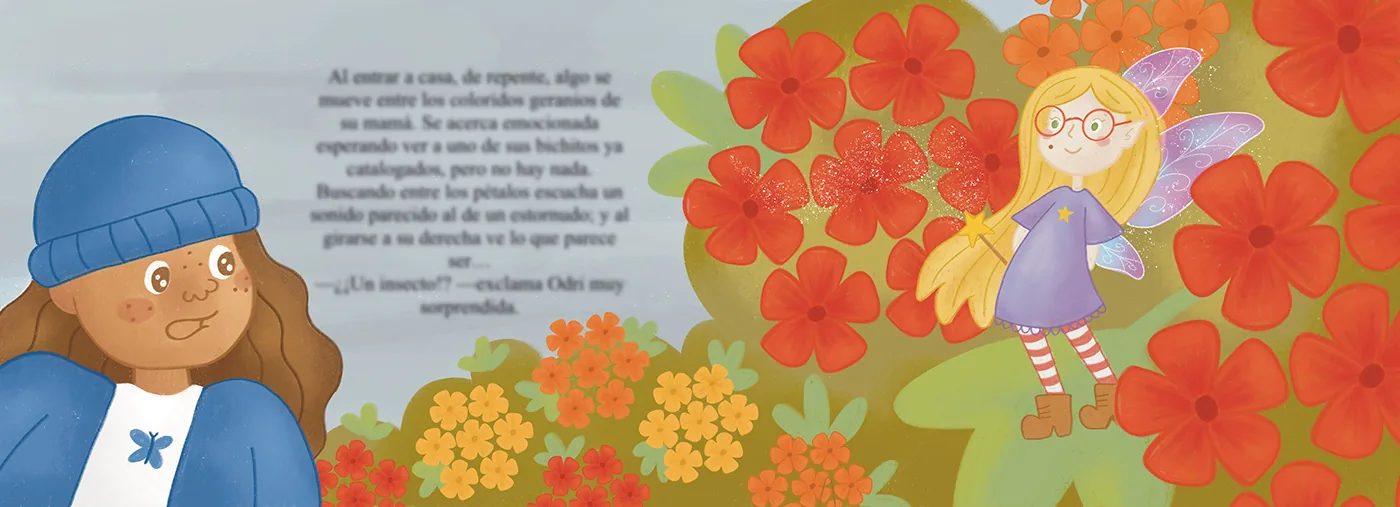 Al entrar a casa, de repente, algo se
mueve entre los coloridos geranios de
su mamá. Se acerca emocionada
esperando ver a uno de sus bichitos ya
catalogados, pero no hay nada.
Buscando entre los pétalos escucha un
sonido parecido al de un estornudo; y al
girarse a su derecha ve lo que parece
ser…
—¿¡Un insecto!? —exclama Odri muy
sorprendida.